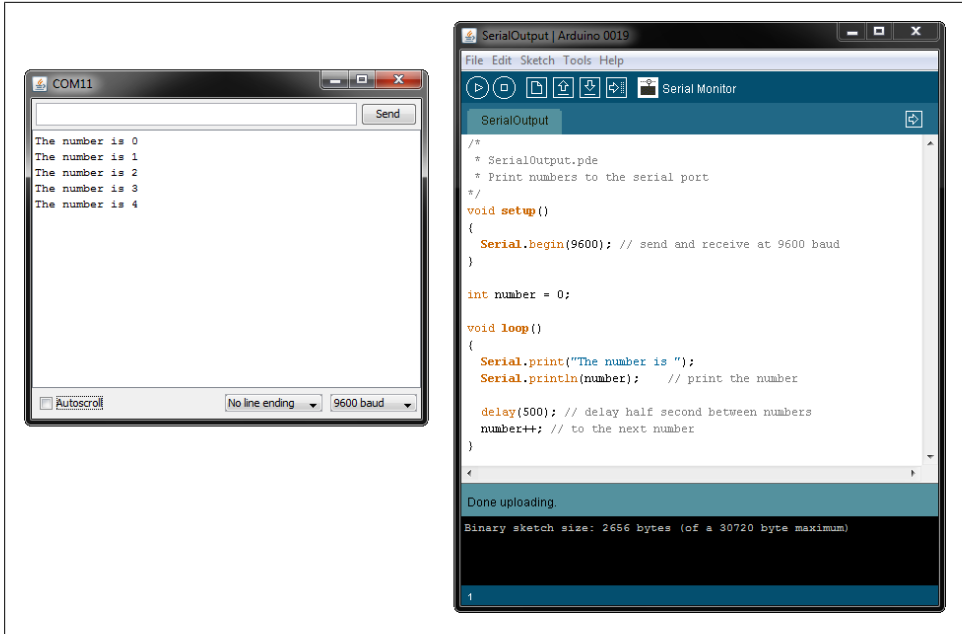 COM11
Send
The number is 0
The number is 1
The number is 2
The number is 3
The number is 4
Autoscroll
No line ending
9600 baud
SerialOutput | Arduino 0019
File Edit Sketch Tools Help
Serial Monitor
SerialOutput
/*
 * SerialOutput.pde
 * Print numbers to the serial port
*/
void setup()
{
  Serial.begin(9600); // send and receive at 9600 baud
}

int number = 0;

void loop()
{
  Serial.print("The number is ");
  Serial.println(number);    // print the number

  delay(500); // delay half second between numbers
  number++; // to the next number
}
Done uploading.
Binary sketch size: 2656 bytes (of a 30720 byte maximum)
1